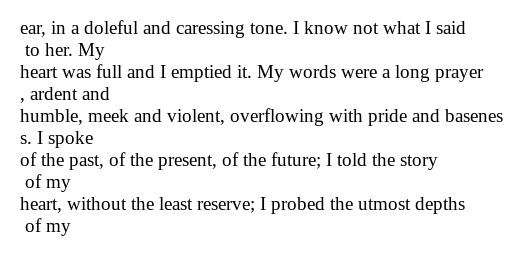 ear, in a doleful and caressing tone. I know not what I said
to her. My
heart was full and I emptied it. My words were a long prayer
, ardent and
humble, meek and violent, overflowing with pride and basenes
s. I spoke
of the past, of the present, of the future; I told the story
of my
heart, without the least reserve; I probed the utmost depths
of my